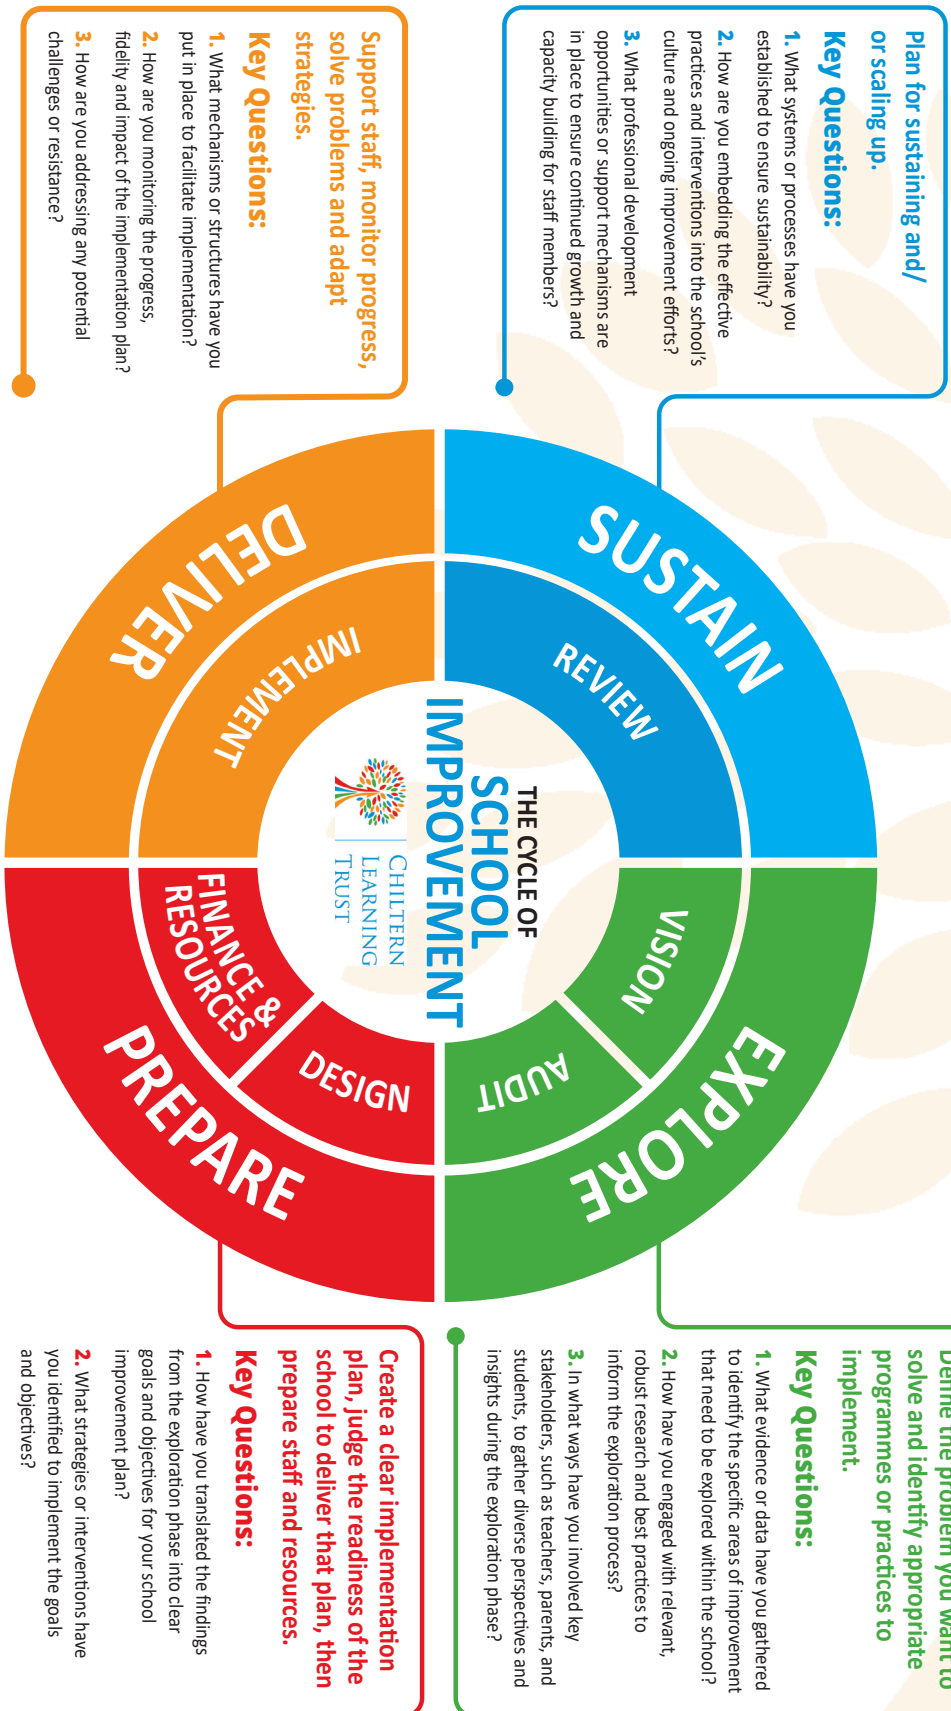 THE CYCLE OF
SCHOOL
IMPROVEMENT
CHILTERN
LEARNING
TRUST
EXPLORE
VISION
AUDIT
Define the problem you want to
solve and identify appropriate
programmes or practices to
implement.
Key Questions:
1. What evidence or data have you gathered
to identify the specific areas of improvement
that need to be explored within the school?
2. How have you engaged with relevant,
robust research and best practices to
inform the exploration process?
3. In what ways have you involved key
stakeholders, such as teachers, parents, and
students, to gather diverse perspectives and
insights during the exploration phase?
PREPARE
DESIGN
FINANCE &
RESOURCES
Create a clear implementation
plan, judge the readiness of the
school to deliver that plan, then
prepare staff and resources.
Key Questions:
1. How have you translated the findings
from the exploration phase into clear
goals and objectives for your school
improvement plan?
2. What strategies or interventions have
you identified to implement the goals
and objectives?
DELIVER
IMPLEMENT
Support staff, monitor progress,
solve problems and adapt
strategies.
Key Questions:
1. What mechanisms or structures have you
put in place to facilitate implementation?
2. How are you monitoring the progress,
fidelity and impact of the implementation plan?
3. How are you addressing any potential
challenges or resistance?
SUSTAIN
REVIEW
Plan for sustaining and/
or scaling up.
Key Questions:
1. What systems or processes have you
established to ensure sustainability?
2. How are you embedding the effective
practices and interventions into the school's
culture and ongoing improvement efforts?
3. What professional development
opportunities or support mechanisms are
in place to ensure continued growth and
capacity building for staff members?